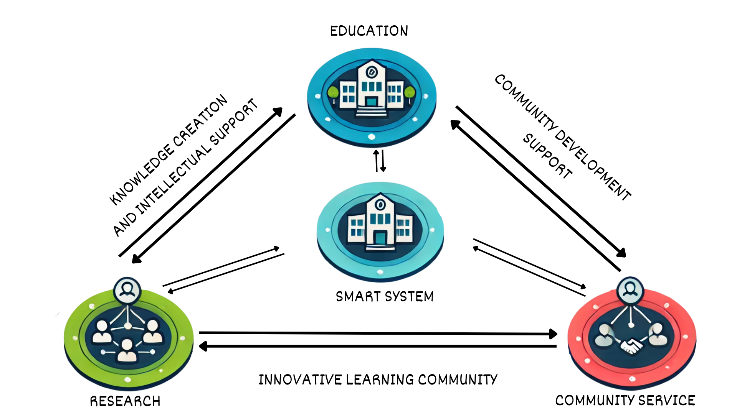 EDUCATION
KNOWLEDGE CREATION
AND INTELLECTUAL SUPPORT
COMMUNITY DEVELOPMENT
SUPPORT
SMART SYSTEM
RESEARCH
INNOVATIVE LEARNING COMMUNITY
COMMUNITY SERVICE